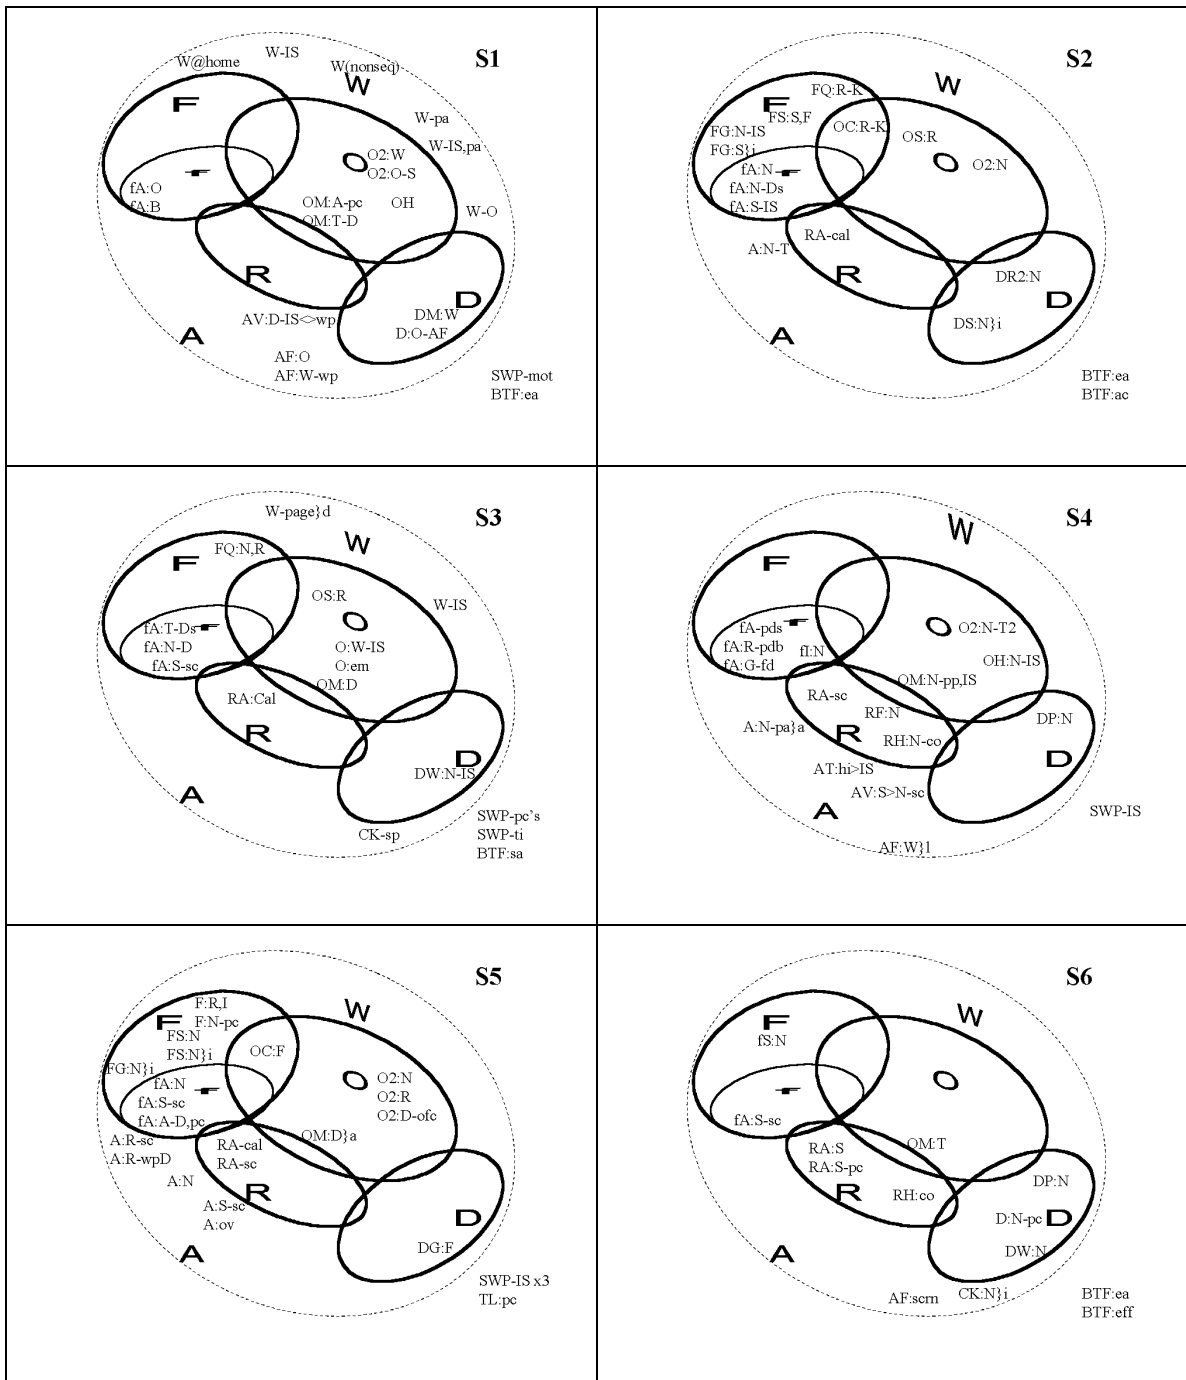 S1
W-IS
W@home
W(nonseq)
W
F
W-pa
W-IS,pa
O
O2:W
O2:O-S
fA:O
fA:B
OM:A-pc
OH
OM:T-D
W-O
R
D
AV:D-IS<>wp
DM:W
D:O-AF
A
AF:O
AF:W-wp
SWP-mot
BTF:ea
S2
W
FQ:R-K
F
FS:S,F
OC:R-K
FG:N-IS
FG:S}i
OS:R
O
O2:N
fA:N
fA:N-Ds
fA:S-IS
RA-cal
A:N-T
R
DR2:N
D
DS:N}i
A
BTF:ea
BTF:ac
S3
W-page}d
W
FQ:N,R
F
OS:R
W-IS
O
fA:T-Ds
fA:N-D
fA:S-sc
O:W-IS
O:em
OM:D
RA:Cal
R
D
DW:N-IS
A
CK-sp
SWP-pc's
SWP-ti
BTF:sa
S4
W
F
O
fA-pds
fA:R-pdb
fA:G-fd
fI:N
O2:N-T2
OH:N-IS
OM:N-pp,IS
RA-sc
RF:N
A:N-pa}a
R
RH:N-co
DP:N
D
AT:hi>IS
AV:S>N-sc
A
SWP-IS
AF:W}l
S5
F:R,I
F:N-pc
F
W
FS:N
FS:N}i
OC:F
FG:N}i
O
fA:N
fA:S-sc
fA:A-D,pc
O2:N
O2:R
O2:D-ofc
A:R-sc
A:R-wpD
RA-cal
RA-sc
OM:D}a
A:N
R
A:S-sc
A:ov
D
DG:F
A
SWP-IS x3
TL:pc
S6
F
W
fS:N
O
fA:S-sc
RA:S
RA:S-pc
OM:T
R
RH:co
DP:N
D:N-pc
D
DW:N
A
AF:scrn
CK:N}i
BTF:ea
BTF:eff